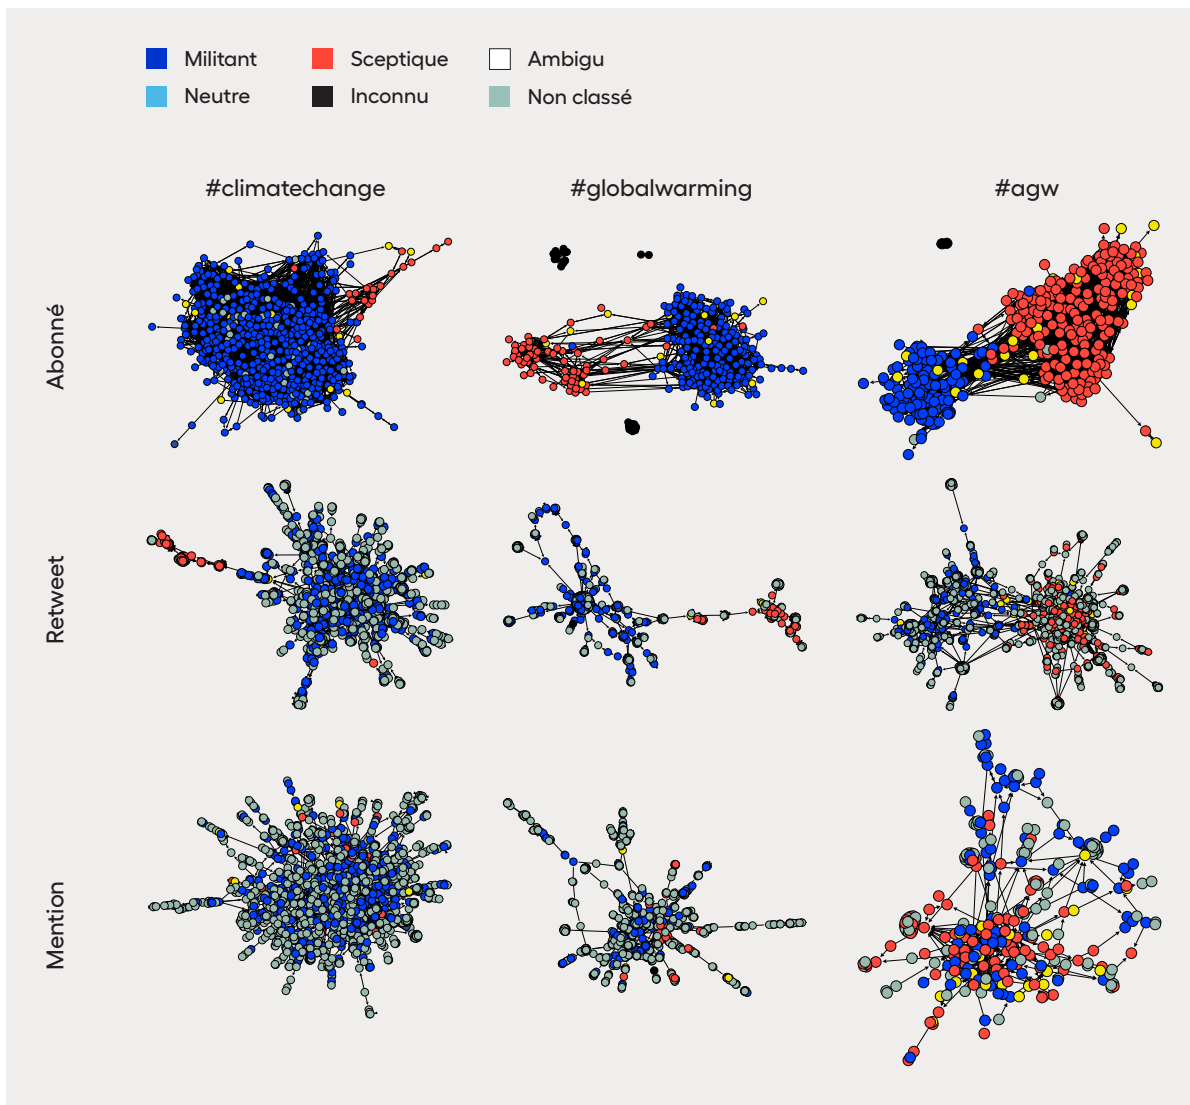 Militant
Sceptique
Ambigu
Neutre
Inconnu
Non classé
#climatechange
#globalwarming
#agw
Abonné
Retweet
Mention